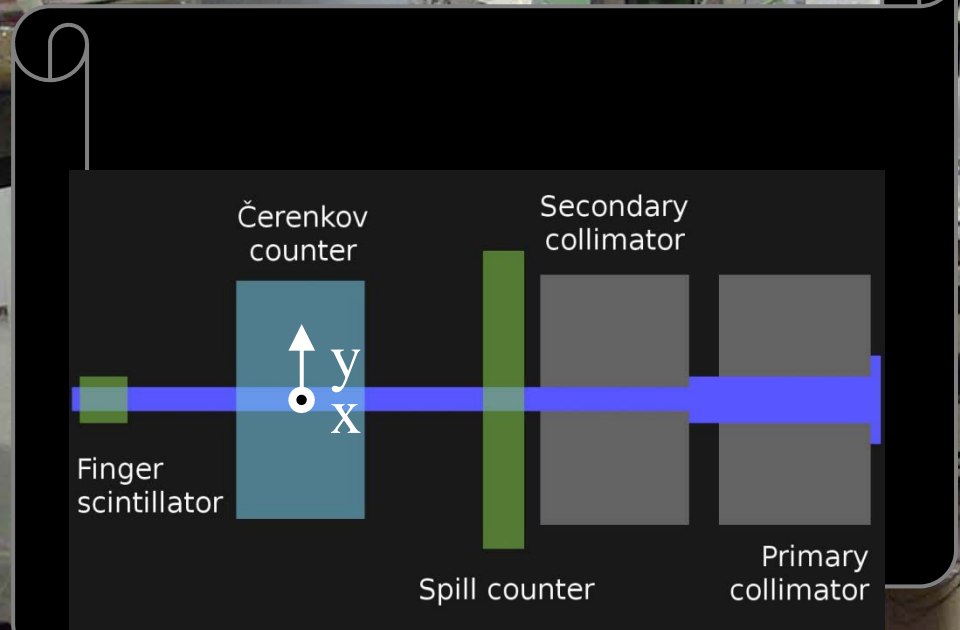 Čerenkov
counter
Secondary
collimator
y
x
Finger
scintillator
Spill counter
Primary
collimator